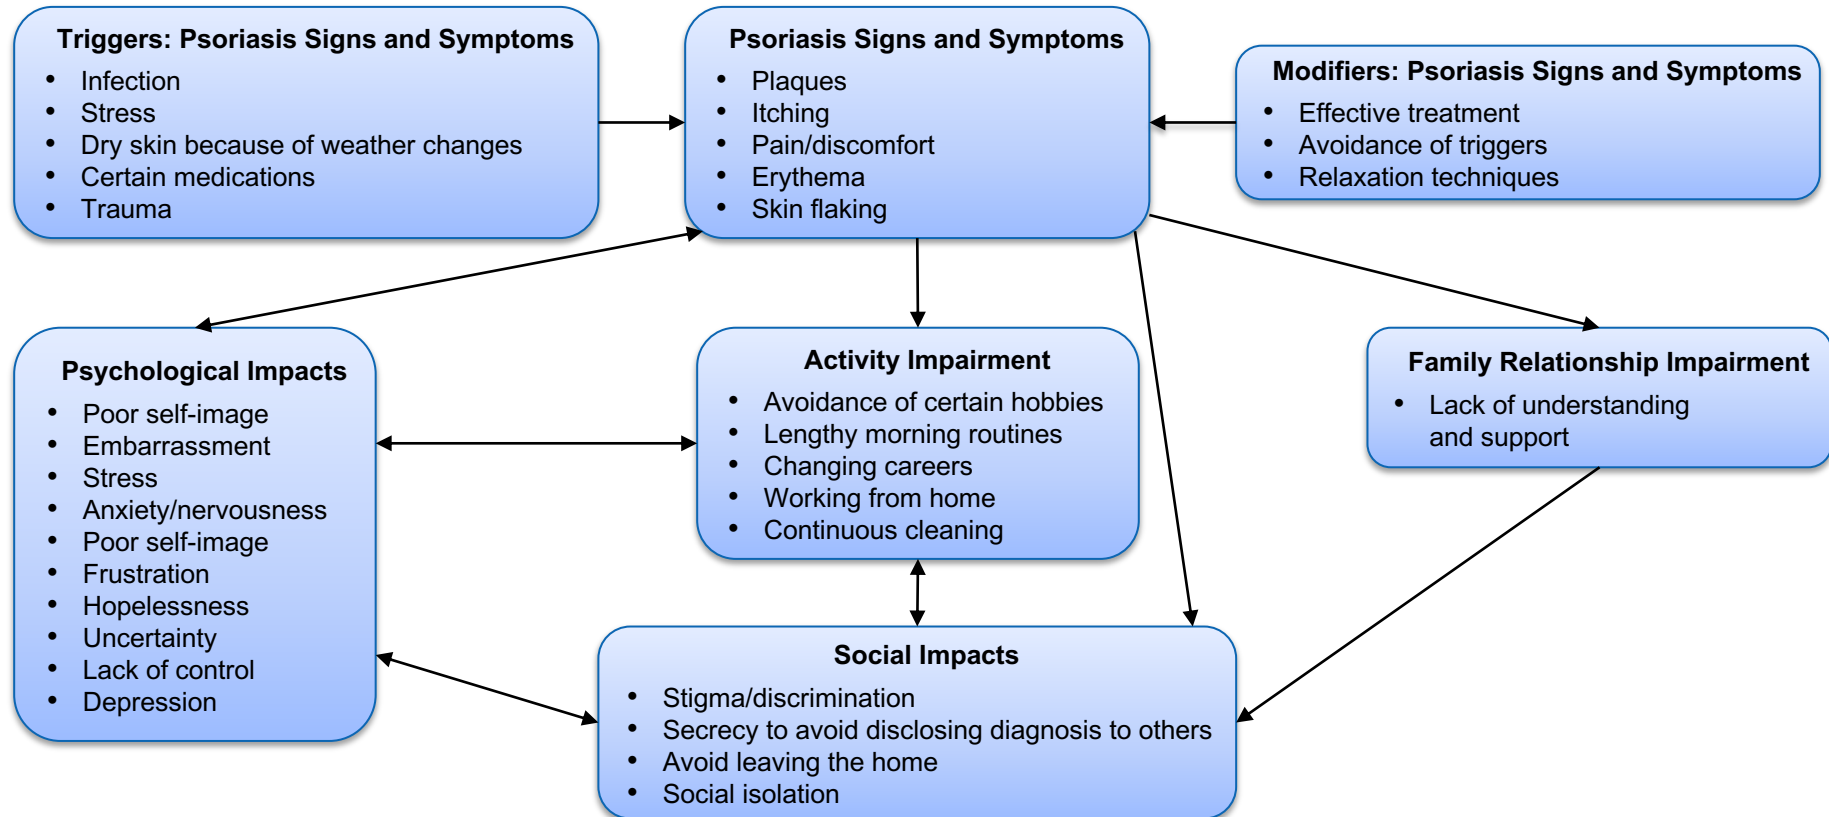 Triggers: Psoriasis Signs and Symptoms
• Infection
• Stress
• Dry skin because of weather changes
• Certain medications
• Trauma
Psoriasis Signs and Symptoms
• Plaques
• Itching
• Pain/discomfort
• Erythema
• Skin flaking
Modifiers: Psoriasis Signs and Symptoms
• Effective treatment
• Avoidance of triggers
• Relaxation techniques
Psychological Impacts
• Poor self-image
• Embarrassment
• Stress
• Anxiety/nervousness
• Poor self-image
• Frustration
• Hopelessness
• Uncertainty
• Lack of control
• Depression
Activity Impairment
• Avoidance of certain hobbies
• Lengthy morning routines
• Changing careers
• Working from home
• Continuous cleaning
Family Relationship Impairment
• Lack of understanding
and support
Social Impacts
• Stigma/discrimination
• Secrecy to avoid disclosing diagnosis to others
• Avoid leaving the home
• Social isolation